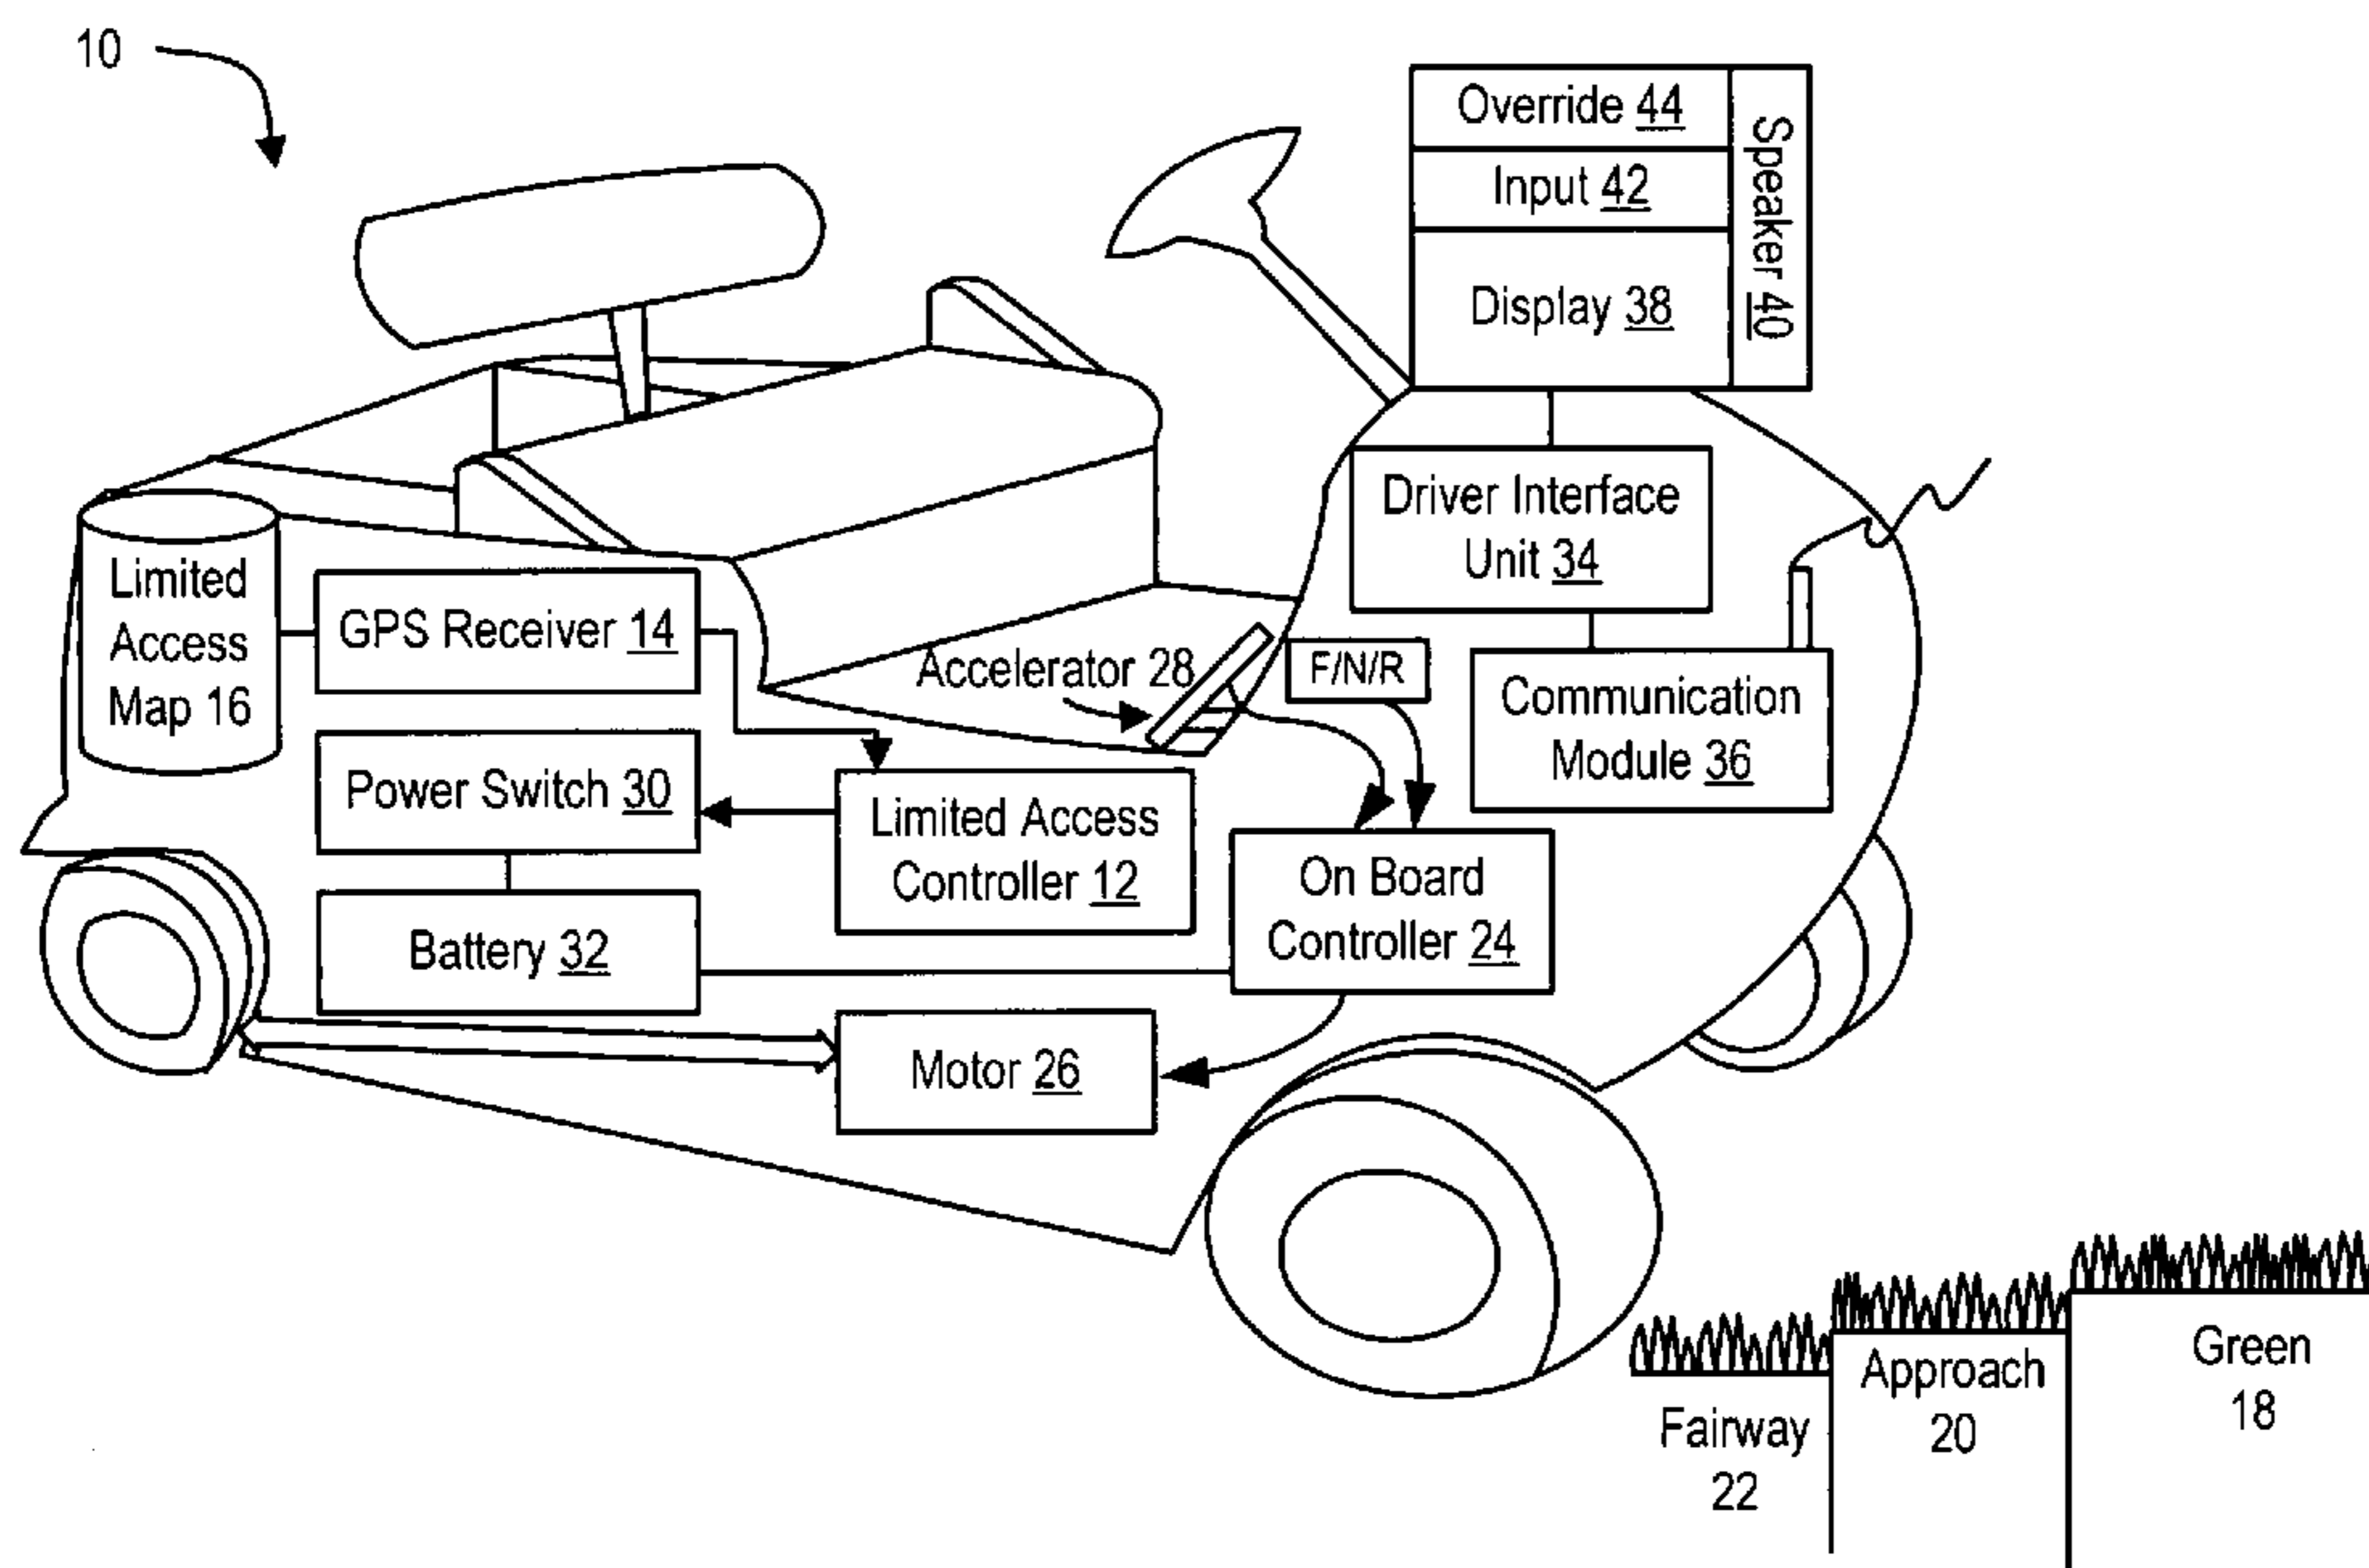 10
Override 44
Input 42
Display 38
Speaker 40
Driver Interface
Unit 34
Limited
Access
Map 16
GPS Receiver 14
Accelerator 28
F/N/R
Communication
Module 36
Power Switch 30
Limited Access
Controller 12
On Board
Controller 24
Battery 32
Motor 26
Green
18
Approach
20
Fairway
22